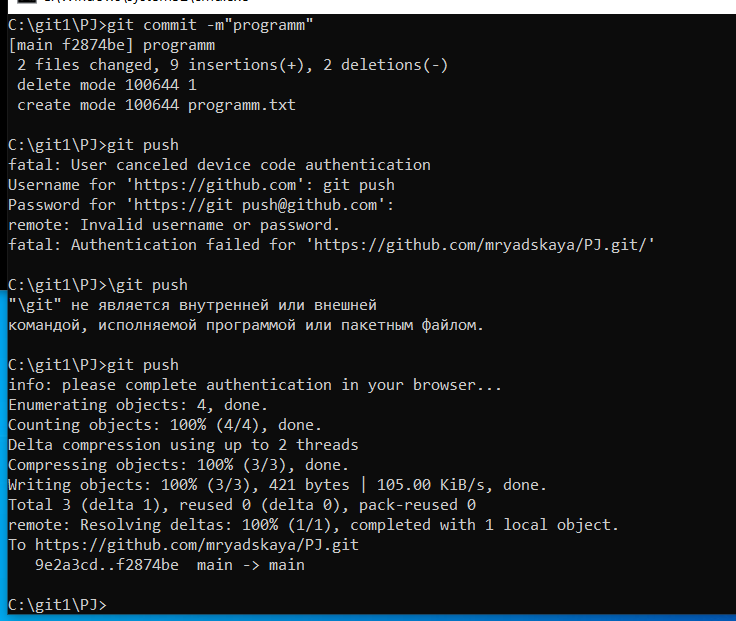 C:\git1\PJ>git commit -m"programm"
[main f2874be] programm
 2 files changed, 9 insertions(+), 2 deletions(-)
 delete mode 100644 1
 create mode 100644 programm.txt
C:\git1\PJ>git push
fatal: User canceled device code authentication
Username for 'https://github.com': git push
Password for 'https://git push@github.com':
remote: Invalid username or password.
fatal: Authentication failed for 'https://github.com/mryadskaya/PJ.git/'
C:\git1\PJ>\git push
"\git" не является внутренней или внешней
командой, исполняемой программой или пакетным файлом.
C:\git1\PJ>git push
info: please complete authentication in your browser...
Enumerating objects: 4, done.
Counting objects: 100% (4/4), done.
Delta compression using up to 2 threads
Compressing objects: 100% (3/3), done.
Writing objects: 100% (3/3), 421 bytes | 105.00 KiB/s, done.
Total 3 (delta 1), reused 0 (delta 0), pack-reused 0
remote: Resolving deltas: 100% (1/1), completed with 1 local object.
To https://github.com/mryadskaya/PJ.git
   9e2a3cd..f2874be  main -> main
C:\git1\PJ>